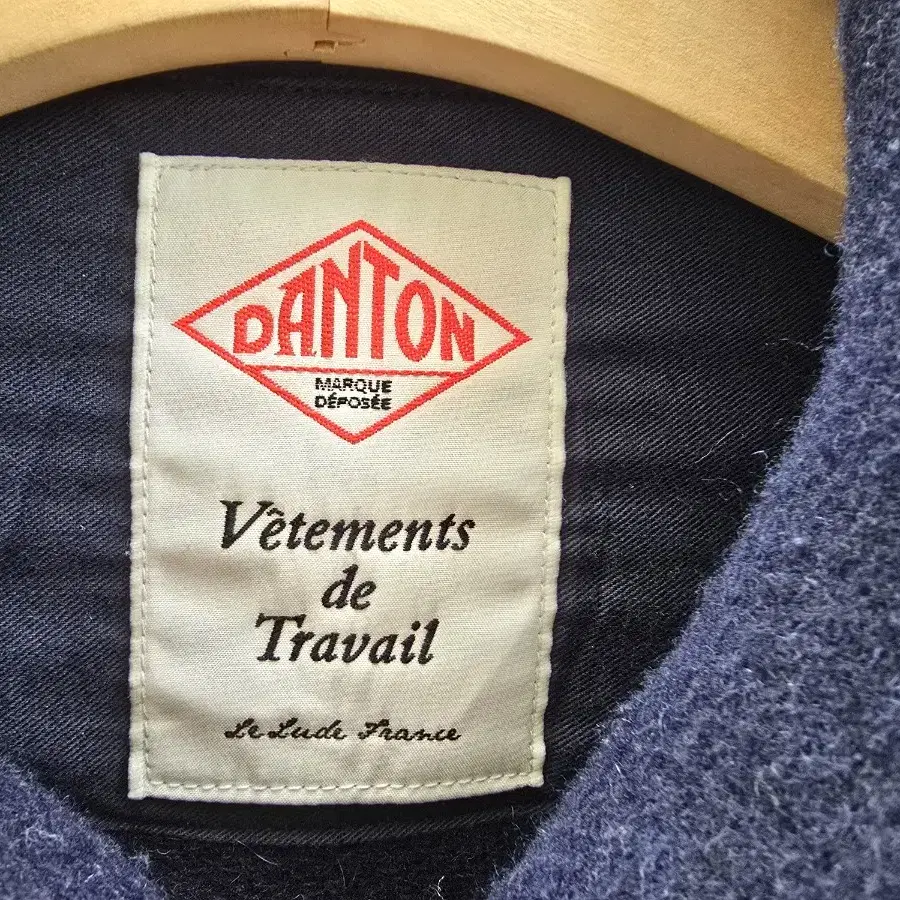 DANTON
MARQUE
DÉPOSÉE
Vêtements
de
Travail
Le Lude France